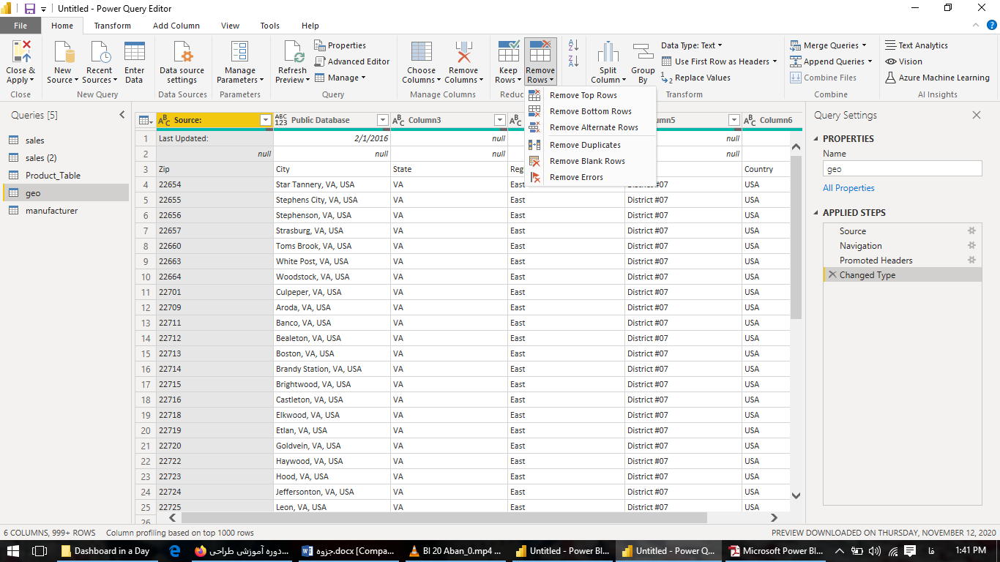 Untitled - Power Query Editor
File Home Transform Add Column View Tools Help
Close & Apply
New Source
Recent Sources
Enter Data
Data source settings
Manage Parameters
Refresh Preview
Properties
Advanced Editor
Manage
Choose Columns
Remove Columns
Keep Rows
Remove Rows
Split Column
Group By
Data Type: Text
Use First Row as Headers
Replace Values
Merge Queries
Append Queries
Combine Files
Text Analytics
Vision
Azure Machine Learning
Close New Query Data Sources Parameters Query Manage Columns Reduc Transform Combine AI Insights
Remove Top Rows
Remove Bottom Rows
Remove Alternate Rows
Remove Duplicates
Remove Blank Rows
Remove Errors
Queries [5]
sales
sales (2)
Product_Table
geo
manufacturer
ABC Source: ABC 123 Public Database ABC Column3 ABC umn5 ABC Column6
1 Last Updated: 2/1/2016 null null
2 null null null null
3 Zip City State Reg Country
4 22654 Star Tannery, VA, USA VA East District #07 USA
5 22655 Stephens City, VA, USA VA East District #07 USA
6 22656 Stephenson, VA, USA VA East District #07 USA
7 22657 Strasburg, VA, USA VA East District #07 USA
8 22660 Toms Brook, VA, USA VA East District #07 USA
9 22663 White Post, VA, USA VA East District #07 USA
10 22664 Woodstock, VA, USA VA East District #07 USA
11 22701 Culpeper, VA, USA VA East District #07 USA
12 22709 Aroda, VA, USA VA East District #07 USA
13 22711 Banco, VA, USA VA East District #07 USA
14 22712 Bealeton, VA, USA VA East District #07 USA
15 22713 Boston, VA, USA VA East District #07 USA
16 22714 Brandy Station, VA, USA VA East District #07 USA
17 22715 Brightwood, VA, USA VA East District #07 USA
18 22716 Castleton, VA, USA VA East District #07 USA
19 22718 Elkwood, VA, USA VA East District #07 USA
20 22719 Etlan, VA, USA VA East District #07 USA
21 22720 Goldvein, VA, USA VA East District #07 USA
22 22722 Haywood, VA, USA VA East District #07 USA
23 22723 Hood, VA, USA VA East District #07 USA
24 22724 Jeffersonton, VA, USA VA East District #07 USA
25 22725 Leon, VA, USA VA East District #07 USA
26
Query Settings
PROPERTIES
Name
geo
All Properties
APPLIED STEPS
Source
Navigation
Promoted Headers
Changed Type
6 COLUMNS, 999+ ROWS Column profiling based on top 1000 rows PREVIEW DOWNLOADED ON THURSDAY, NOVEMBER 12, 2020
Dashboard in a Day دوره آموزشی طراحی... جزوه.docx [Compa... BI 20 Aban_0.mp4 ... Untitled - Power BI... Untitled - Power Q... Microsoft Power BI... فا 1:41 PM